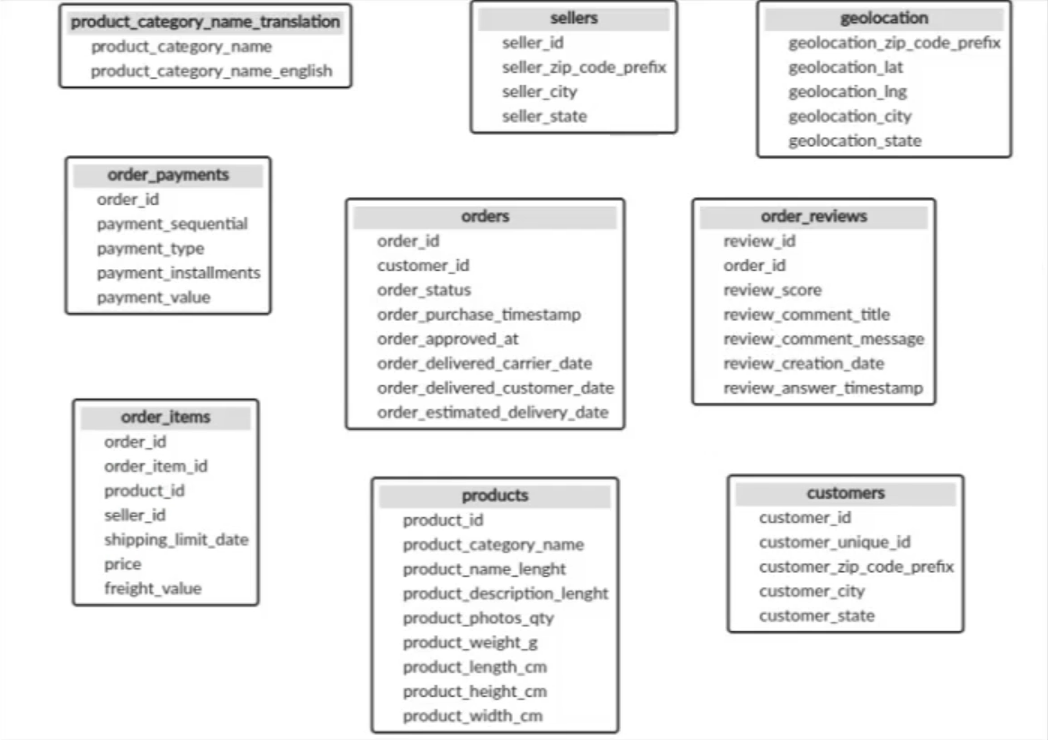 product_category_name_translation
product_category_name
product_category_name_english
sellers
seller_id
seller_zip_code_prefix
seller_city
seller_state
geolocation
geolocation_zip_code_prefix
geolocation_lat
geolocation_lng
geolocation_city
geolocation_state
order_payments
order_id
payment_sequential
payment_type
payment_installments
payment_value
orders
order_id
customer_id
order_status
order_purchase_timestamp
order_approved_at
order_delivered_carrier_date
order_delivered_customer_date
order_estimated_delivery_date
order_reviews
review_id
order_id
review_score
review_comment_title
review_comment_message
review_creation_date
review_answer_timestamp
order_items
order_id
order_item_id
product_id
seller_id
shipping_limit_date
price
freight_value
products
product_id
product_category_name
product_name_lenght
product_description_lenght
product_photos_qty
product_weight_g
product_length_cm
product_height_cm
product_width_cm
customers
customer_id
customer_unique_id
customer_zip_code_prefix
customer_city
customer_state